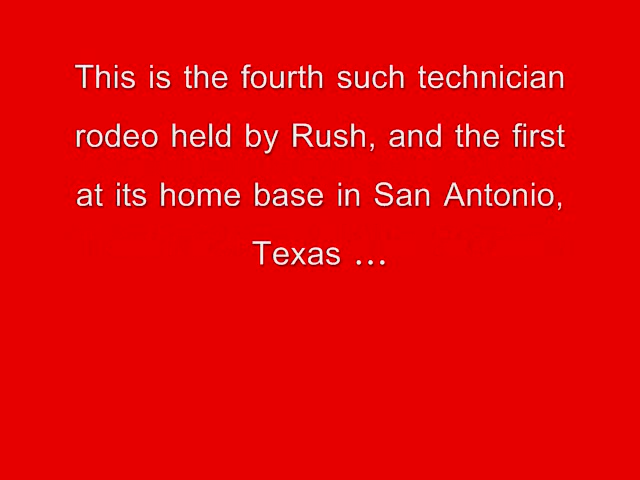 This is the fourth such technician
rodeo held by Rush, and the first
at its home base in San Antonio,
Texas …